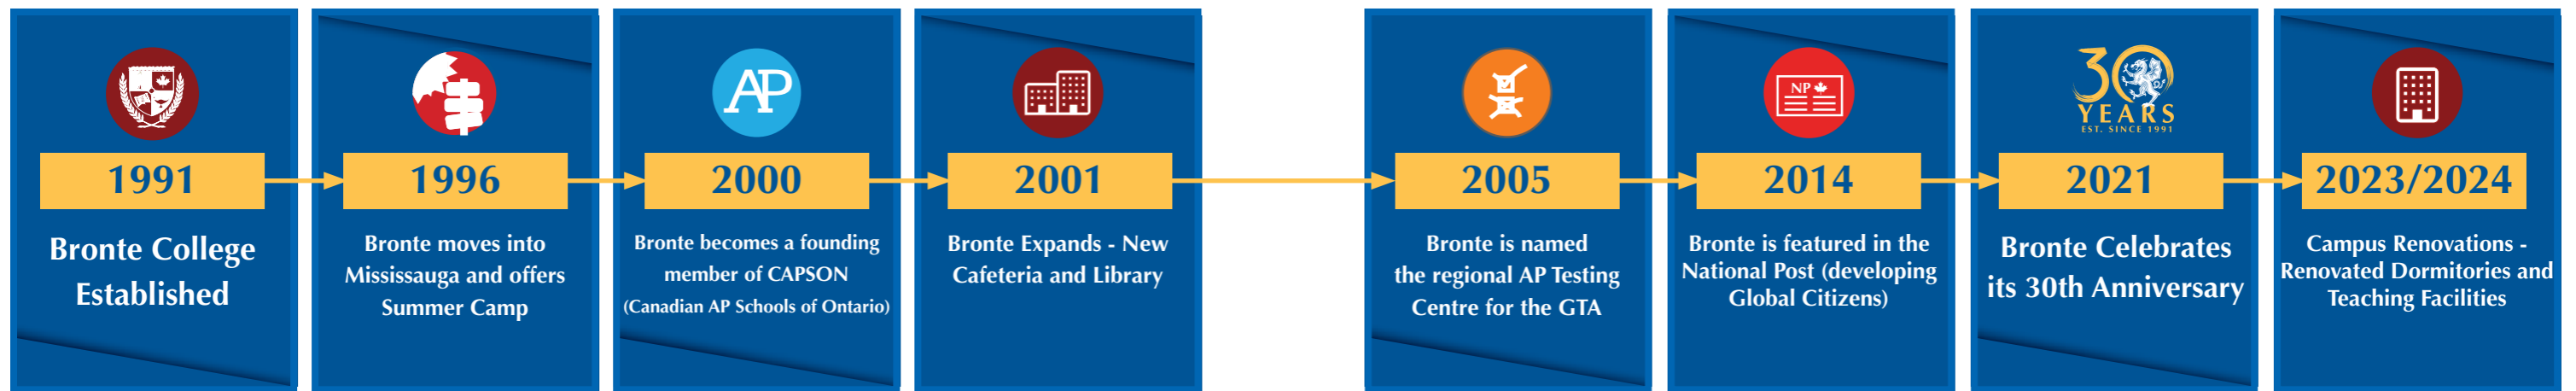 1991
Bronte College
Established
1996
Bronte moves into
Mississauga and offers
Summer Camp
AP
2000
Bronte becomes a founding
member of CAPSON
(Canadian AP Schools of Ontario)
2001
Bronte Expands - New
Cafeteria and Library
2005
Bronte is named
the regional AP Testing
Centre for the GTA
NP
2014
Bronte is featured in the
National Post (developing
Global Citizens)
30
YEARS
EST. SINCE 1991
2021
Bronte Celebrates
its 30th Anniversary
2023/2024
Campus Renovations -
Renovated Dormitories and
Teaching Facilities